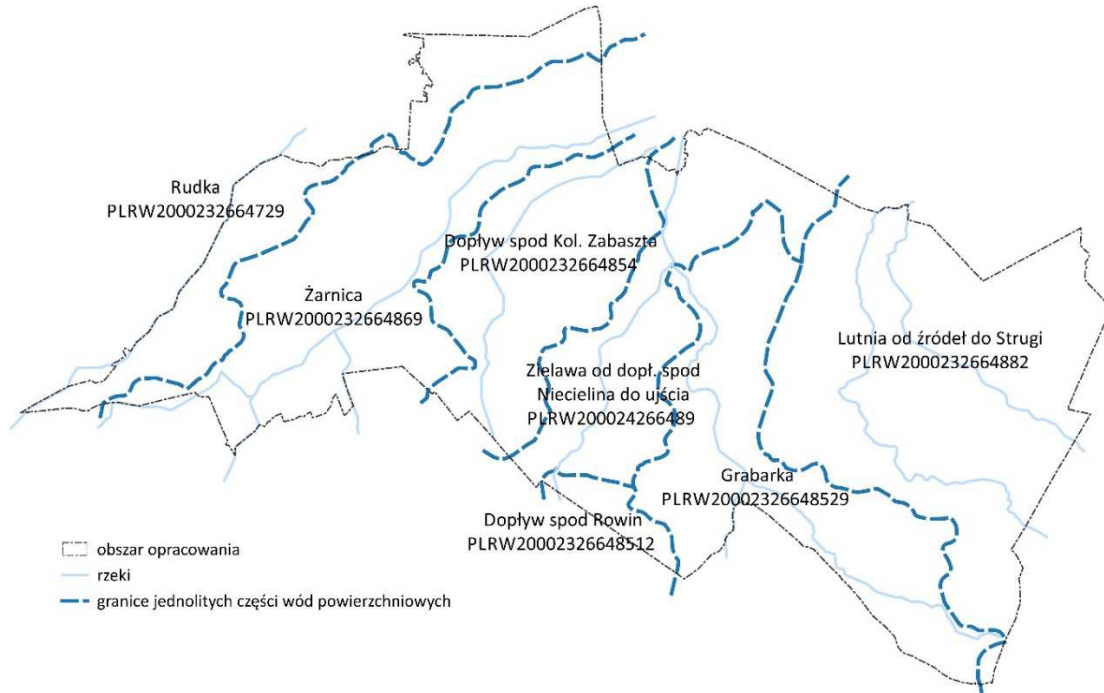 Rudka
PLRW2000232664729
Dopływ spod Kol. Zabaszta
PLRW2000232664854
Żarnica
PLRW2000232664869
Lutnia od źródeł do Strugi
PLRW2000232664882
Zielawa od dopł. spod
Niecielina do ujścia
PLRW200024266489
Grabarka
PLRW20002326648529
Dopływ spod Rowin
PLRW20002326648512
obszar opracowania
rzeki
granice jednolitych części wód powierzchniowych